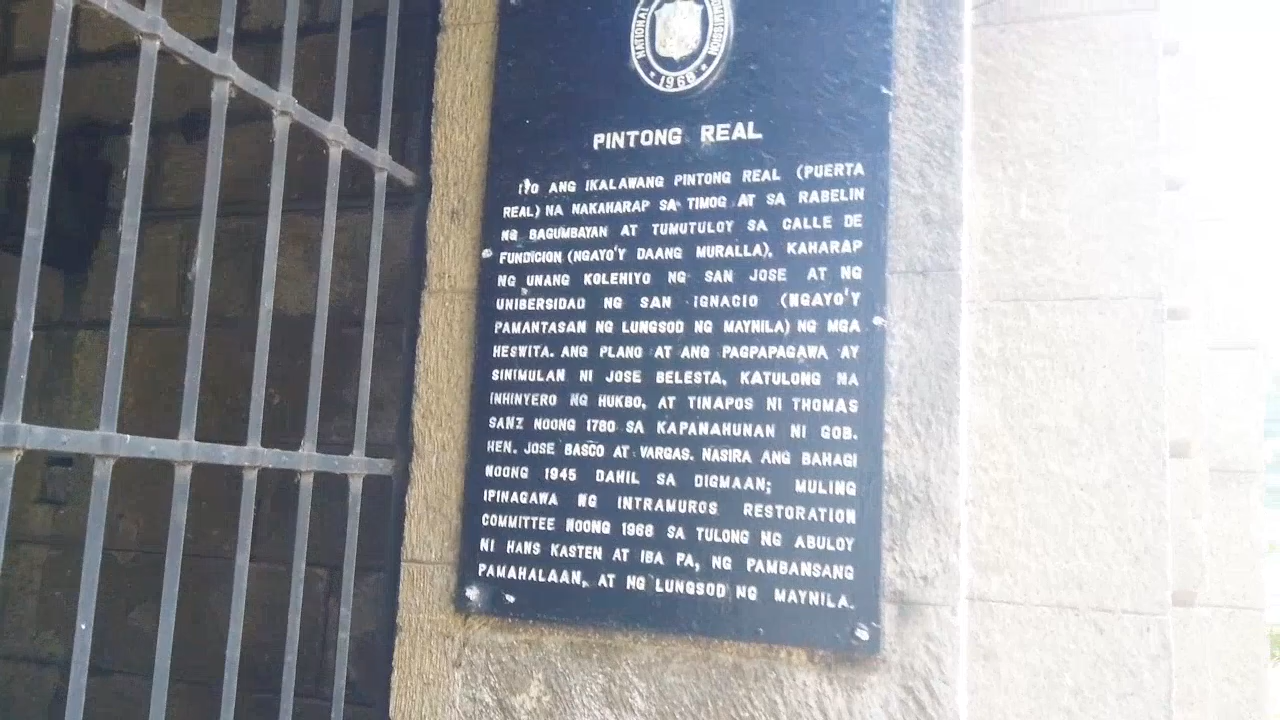 NATIONAL
COMMISSION
★ 1968 ★
PINTONG REAL
ITO ANG IKALAWANG PINTONG REAL (PUERTA
REAL) NA NAKAHARAP SA TIMOG AT SA RABELIN
NG BAGUMBAYAN AT TUMUTULOY SA CALLE DE
FUNDICION (NGAYO'Y DAANG MURALLA), KAHARAP
NG UNANG KOLEHIYO NG SAN JOSE AT NG
UNIBERSIDAD NG SAN IGNACIO (NGAYO'Y
PAMANTASAN NG LUNGSOD NG MAYNILA) NG MGA
HESWITA. ANG PLANO AT ANG PAGPAPAGAWA AY
SINIMULAN NI JOSE BELESTA, KATULONG NA
INHINYERO NG HUKBO, AT TINAPOS NI THOMAS
SANZ NOONG 1780 SA KAPANAHUNAN NI GOB.
HEN. JOSE BASCO AT VARGAS. NASIRA ANG BAHAGI
NOONG 1945 DAHIL SA DIGMAAN; MULING
IPINAGAWA NG INTRAMUROS RESTORATION
COMMITTEE NOONG 1968 SA TULONG NG ABULOY
NI HANS KASTEN AT IBA PA, NG PAMBANSANG
PAMAHALAAN, AT NG LUNGSOD NG MAYNILA.